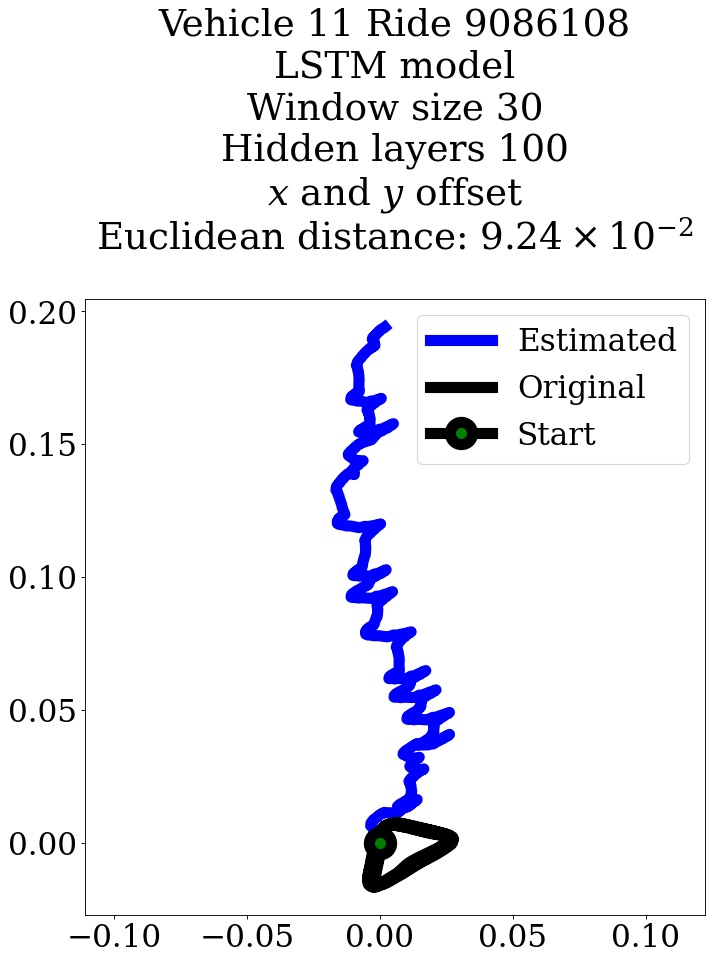 Vehicle 11 Ride 9086108
LSTM model
Window size 30
Hidden layers 100
x and y offset
Euclidean distance: 9.24 × 10⁻²
0.20
0.15
0.10
0.05
0.00
Estimated
Original
Start
−0.10 −0.05 0.00 0.05 0.10